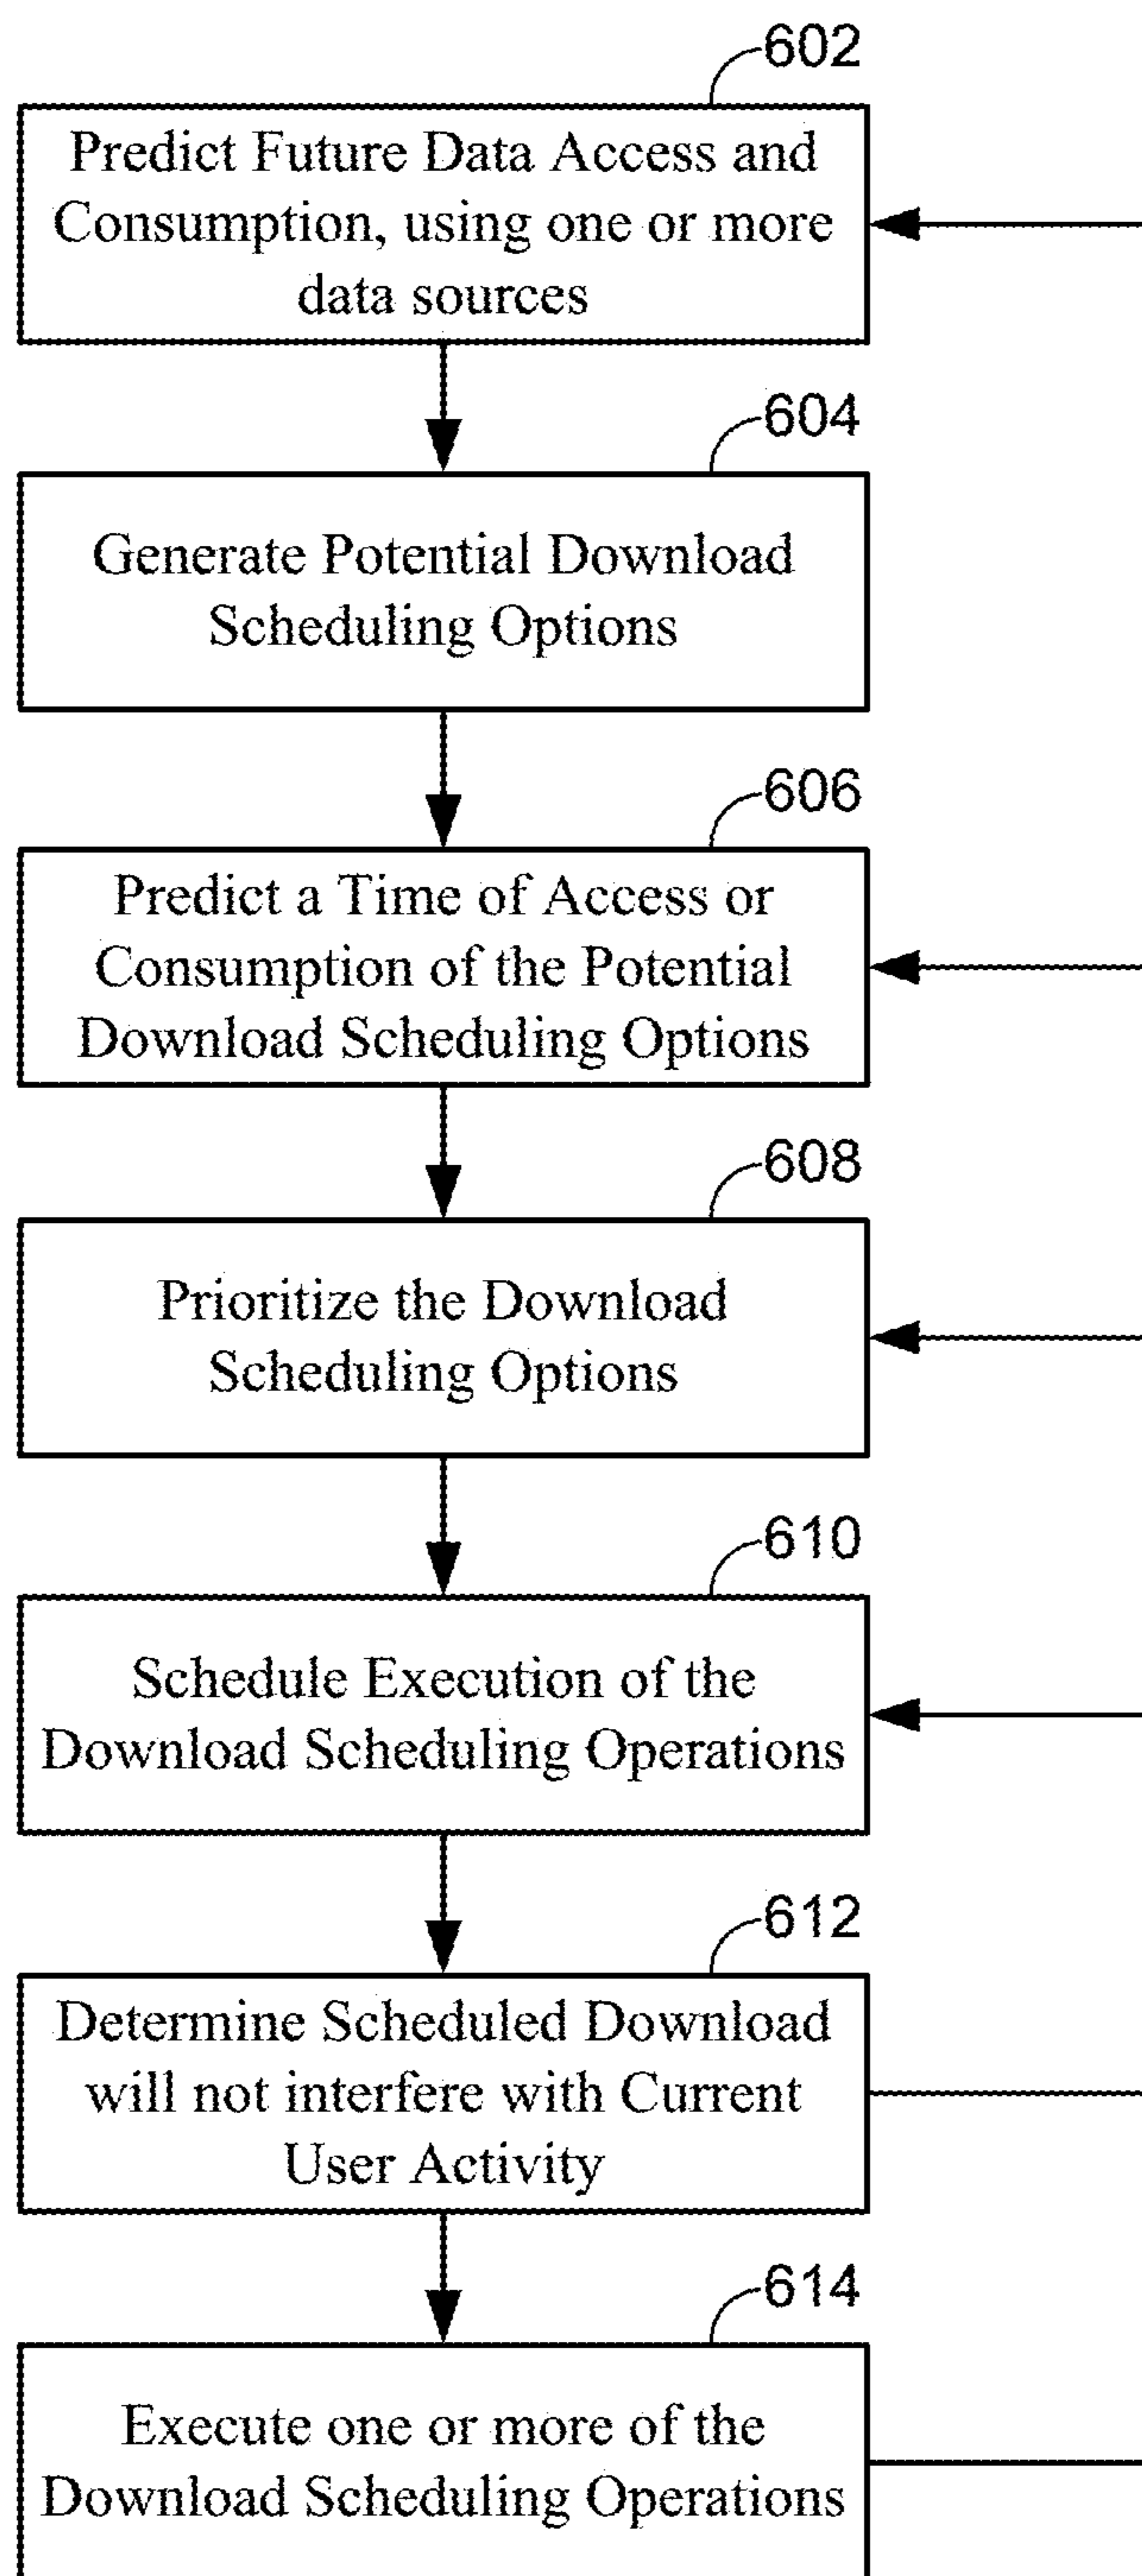 602
Predict Future Data Access and
Consumption, using one or more
data sources
604
Generate Potential Download
Scheduling Options
606
Predict a Time of Access or
Consumption of the Potential
Download Scheduling Options
608
Prioritize the Download
Scheduling Options
610
Schedule Execution of the
Download Scheduling Operations
612
Determine Scheduled Download
will not interfere with Current
User Activity
614
Execute one or more of the
Download Scheduling Operations